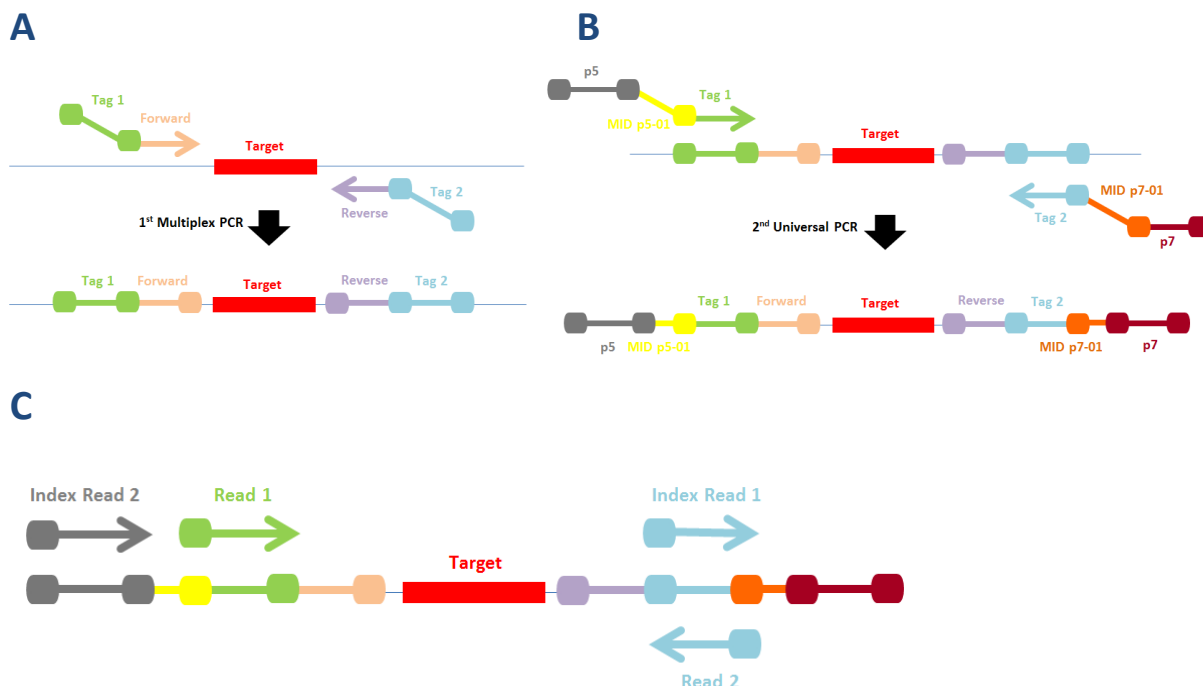 A
Tag 1
Forward
Target
Reverse
Tag 2
1st Multiplex PCR
Tag 1
Forward
Target
Reverse
Tag 2
B
p5
MID p5-01
Tag 1
Target
MID p7-01
Tag 2
p7
2nd Universal PCR
Tag 1
Forward
Target
Reverse
Tag 2
p5
MID p5-01
MID p7-01
p7
C
Index Read 2
Read 1
Index Read 1
Target
Read 2